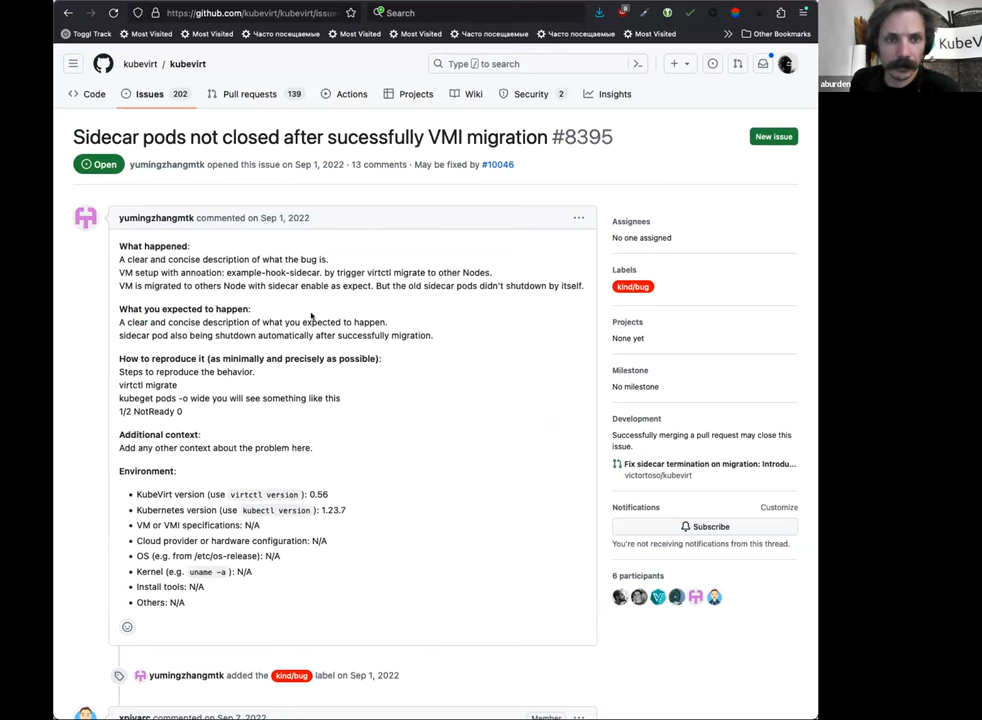 https://github.com/kubevirt/kubevirt/issue
Search
Toggl Track
Most Visited
Most Visited
Часто посещаемые
Most Visited
Most Visited
Часто посещаемые
Часто посещаемые
Most Visited
Other Bookmarks
KubeV
aburden
kubevirt / kubevirt
Type / to search
Code
Issues 202
Pull requests 139
Actions
Projects
Wiki
Security 2
Insights
Sidecar pods not closed after sucessfully VMI migration #8395
New issue
Open
yumingzhangmtk opened this issue on Sep 1, 2022 · 13 comments · May be fixed by #10046
yumingzhangmtk commented on Sep 1, 2022
What happened:
A clear and concise description of what the bug is.
VM setup with annoation: example-hook-sidecar. by trigger virtctl migrate to other Nodes.
VM is migrated to others Node with sidecar enable as expect. But the old sidecar pods didn't shutdown by itself.
What you expected to happen:
A clear and concise description of what you expected to happen.
sidecar pod also being shutdown automatically after successfully migration.
How to reproduce it (as minimally and precisely as possible):
Steps to reproduce the behavior.
virtctl migrate
kubeget pods -o wide you will see something like this
1/2 NotReady 0
Additional context:
Add any other context about the problem here.
Environment:
• KubeVirt version (use virtctl version): 0.56
• Kubernetes version (use kubectl version): 1.23.7
• VM or VMI specifications: N/A
• Cloud provider or hardware configuration: N/A
• OS (e.g. from /etc/os-release): N/A
• Kernel (e.g. uname -a): N/A
• Install tools: N/A
• Others: N/A
yumingzhangmtk added the kind/bug label on Sep 1, 2022
xpivarc commented on Sep 7, 2022
Member
Assignees
No one assigned
Labels
kind/bug
Projects
None yet
Milestone
No milestone
Development
Successfully merging a pull request may close this
issue.
Fix sidecar termination on migration: Introdu...
victortoso/kubevirt
Notifications
Customize
Subscribe
You're not receiving notifications from this thread.
6 participants